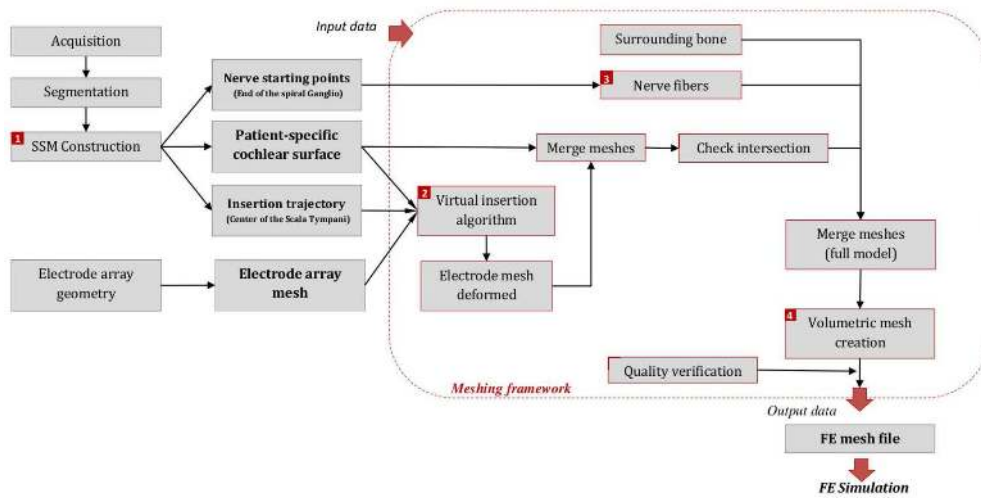 Input data
Acquisition
Surrounding bone
Segmentation
Nerve starting points
(End of the spiral Ganglio)
3
Nerve fibers
1
SSM Construction
Patient-specific
cochlear surface
Merge meshes
Check intersection
Insertion trajectory
(Center of the Scala Tympani)
2
Virtual insertion
algorithm
Merge meshes
(full model)
Electrode array
geometry
Electrode array
mesh
Electrode mesh
deformed
4
Volumetric mesh
creation
Quality verification
Meshing framework
Output data
FE mesh file
FE Simulation